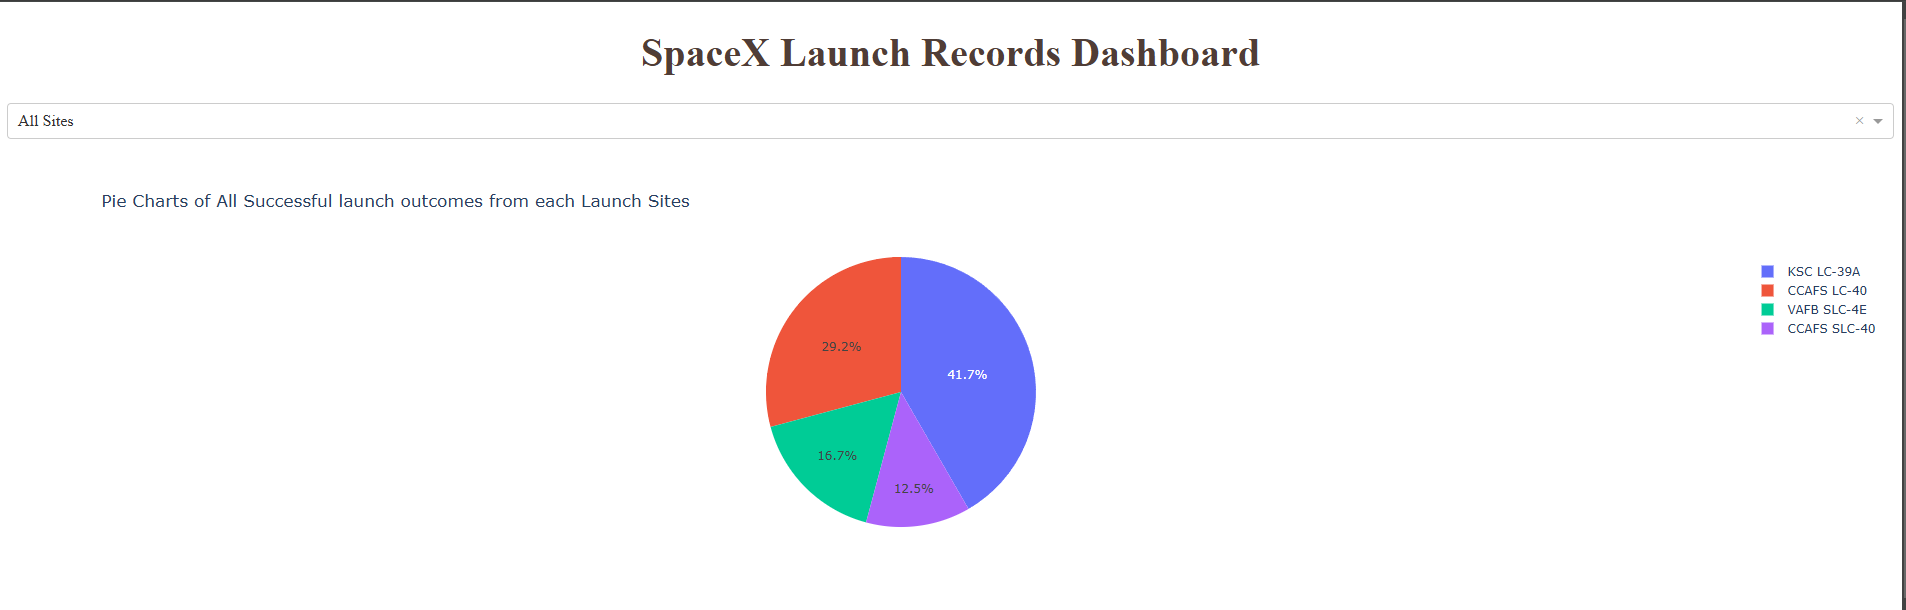 SpaceX Launch Records Dashboard
All Sites
Pie Charts of All Successful launch outcomes from each Launch Sites
KSC LC-39A
CCAFS LC-40
VAFB SLC-4E
CCAFS SLC-40
29.2%
41.7%
16.7%
12.5%